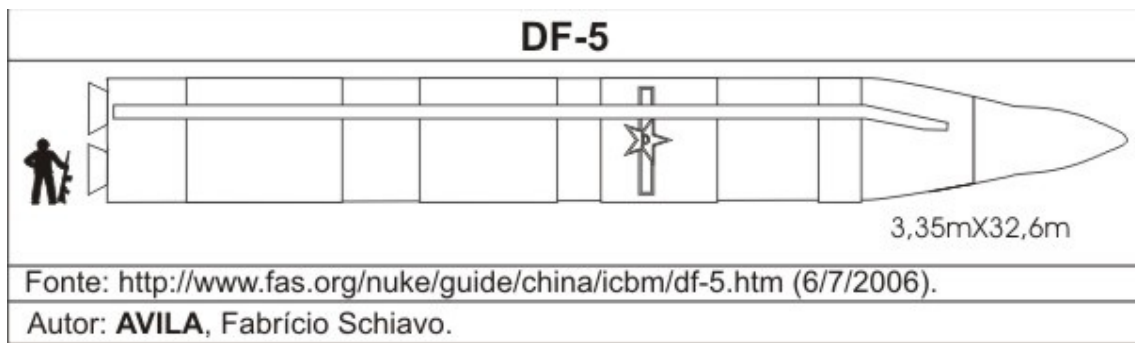 DF-5
3,35mX32,6m
Fonte: http://www.fas.org/nuke/guide/china/icbm/df-5.htm (6/7/2006).
Autor: AVILA, Fabrício Schiavo.